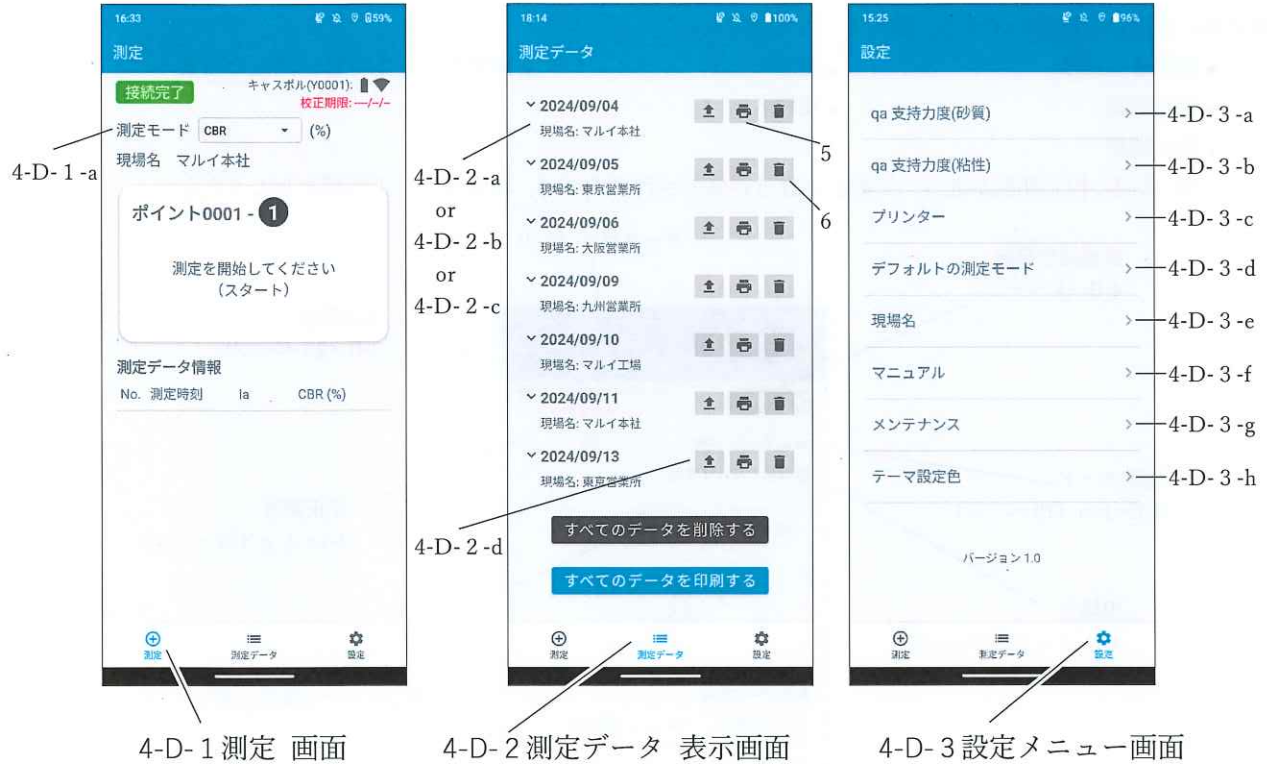 16:33
59%
測定
接続完了
キャスポル(Y0001):
校正期限: ---/--/--
測定モード CBR (%)
現場名 マルイ本社
ポイント0001 - 1
測定を開始してください
(スタート)
測定データ情報
No. 測定時刻 Ia CBR (%)
測定 測定データ 設定
4-D-1-a
4-D-1測定 画面
18:14
100%
測定データ
2024/09/04
現場名: マルイ本社
2024/09/05
現場名: 東京営業所
2024/09/06
現場名: 大阪営業所
2024/09/09
現場名: 九州営業所
2024/09/10
現場名: マルイ工場
2024/09/11
現場名: マルイ本社
2024/09/13
現場名: 東京営業所
すべてのデータを削除する
すべてのデータを印刷する
測定 測定データ 設定
4-D-2-a
or
4-D-2-b
or
4-D-2-c
4-D-2-d
5
6
4-D-2測定データ 表示画面
15:25
96%
設定
qa 支持力度(砂質)
qa 支持力度(粘性)
プリンター
デフォルトの測定モード
現場名
マニュアル
メンテナンス
テーマ設定色
バージョン 1.0
測定 測定データ 設定
4-D-3-a
4-D-3-b
4-D-3-c
4-D-3-d
4-D-3-e
4-D-3-f
4-D-3-g
4-D-3-h
4-D-3設定メニュー画面